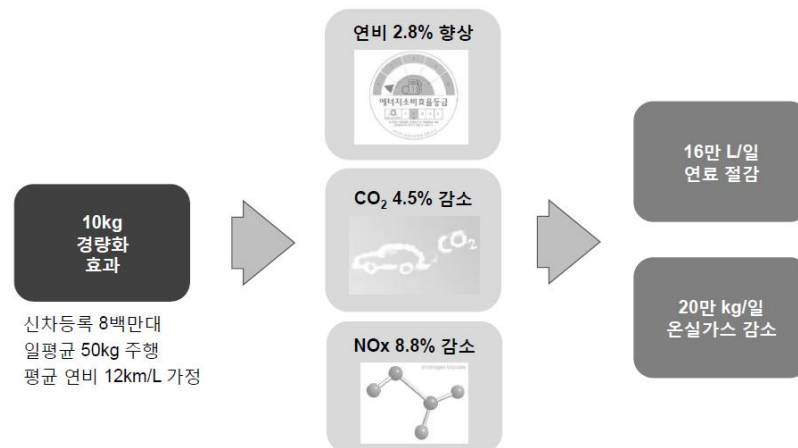 연비 2.8% 향상
에너지소비효율등급
10kg
경량화
효과
신차등록 8백만대
일평균 50kg 주행
평균 연비 12km/L 가정
CO₂ 4.5% 감소
CO₂
NOx 8.8% 감소
16만 L/일
연료 절감
20만 kg/일
온실가스 감소